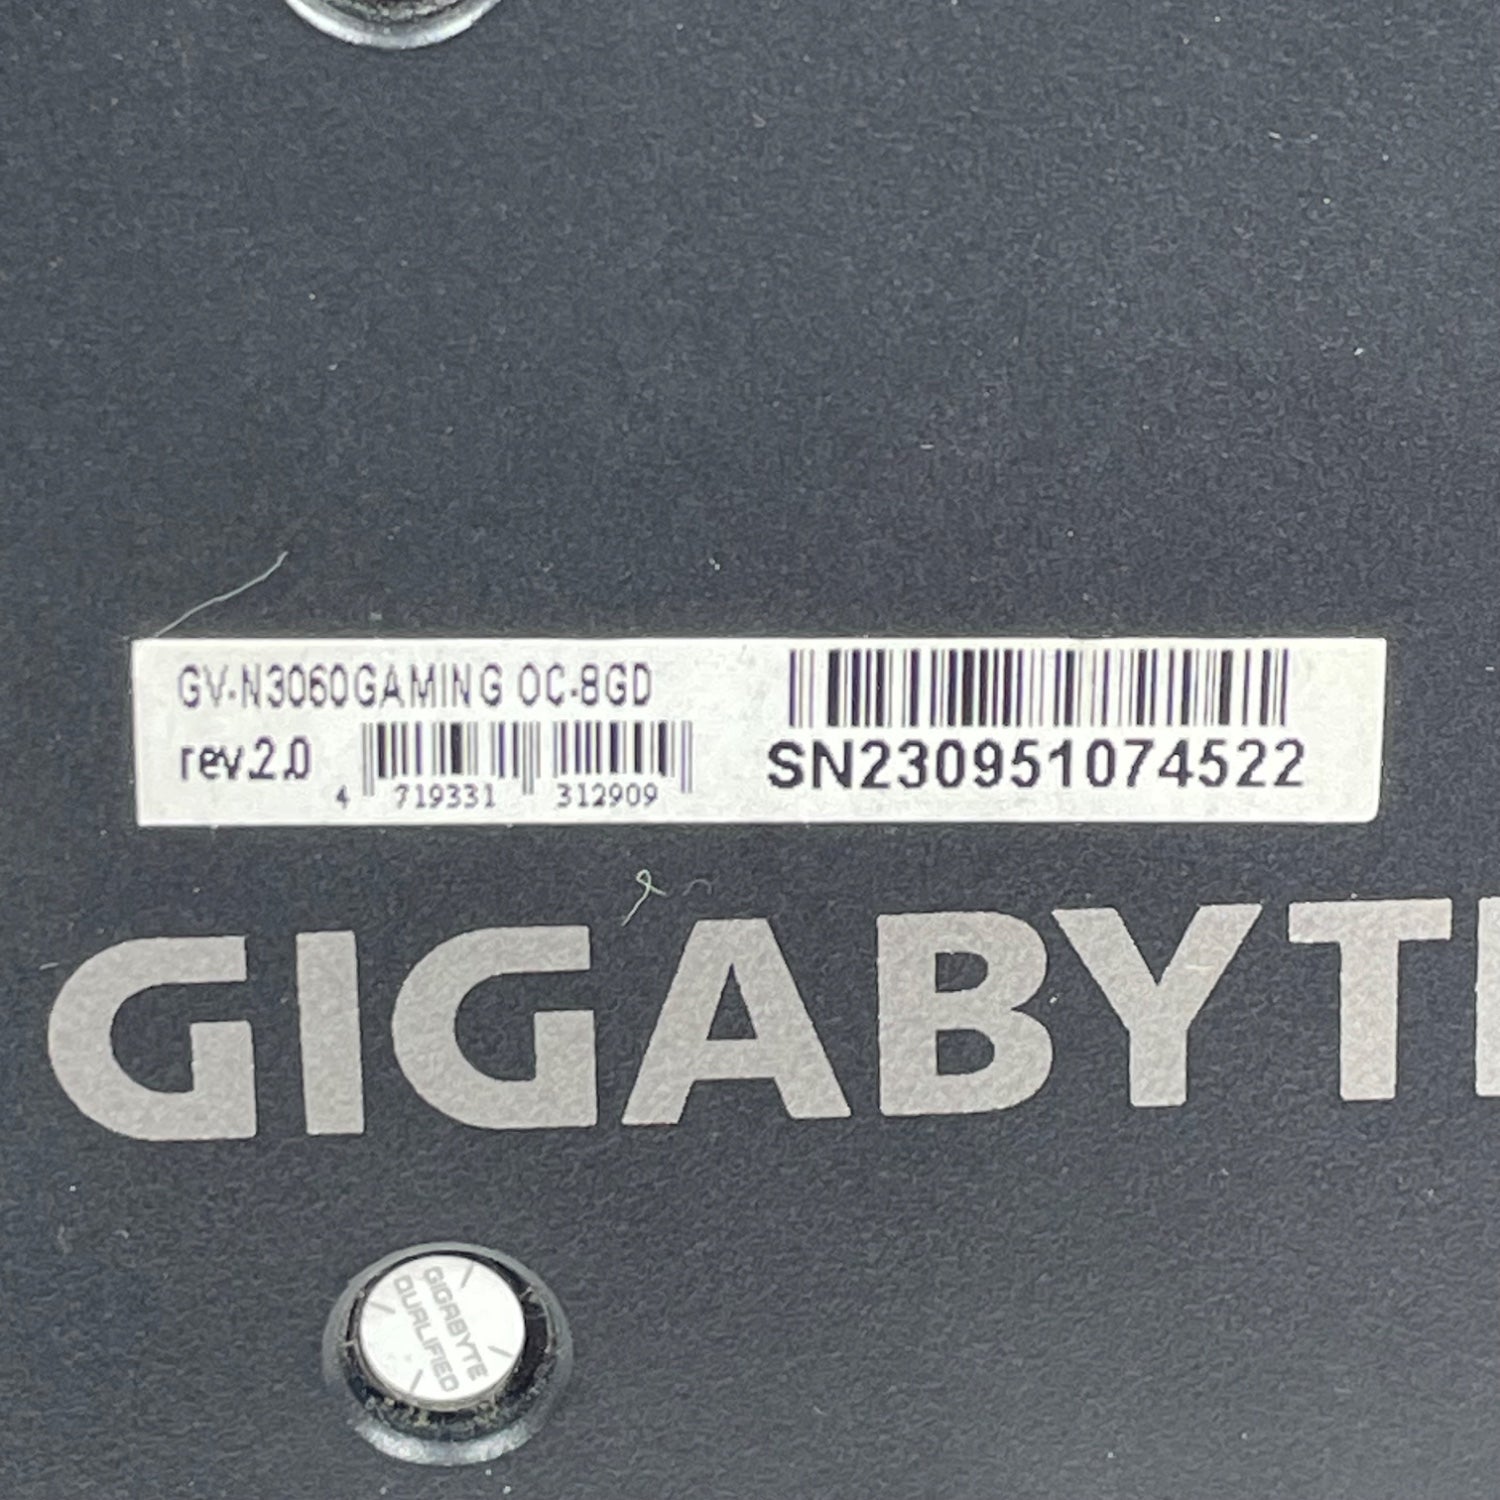 GV-N3060GAMING OC-8GD
rev.2.0
4 719331 312909
SN230951074522
GIGABYTE
GIGABYTE
QUALIFIED